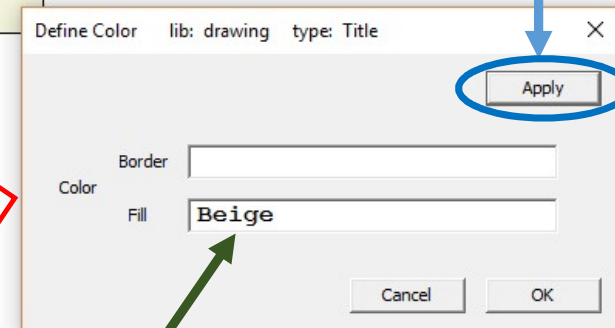 Define Color lib: drawing type: Title
Apply
Border
Color
Fill Beige
Cancel OK